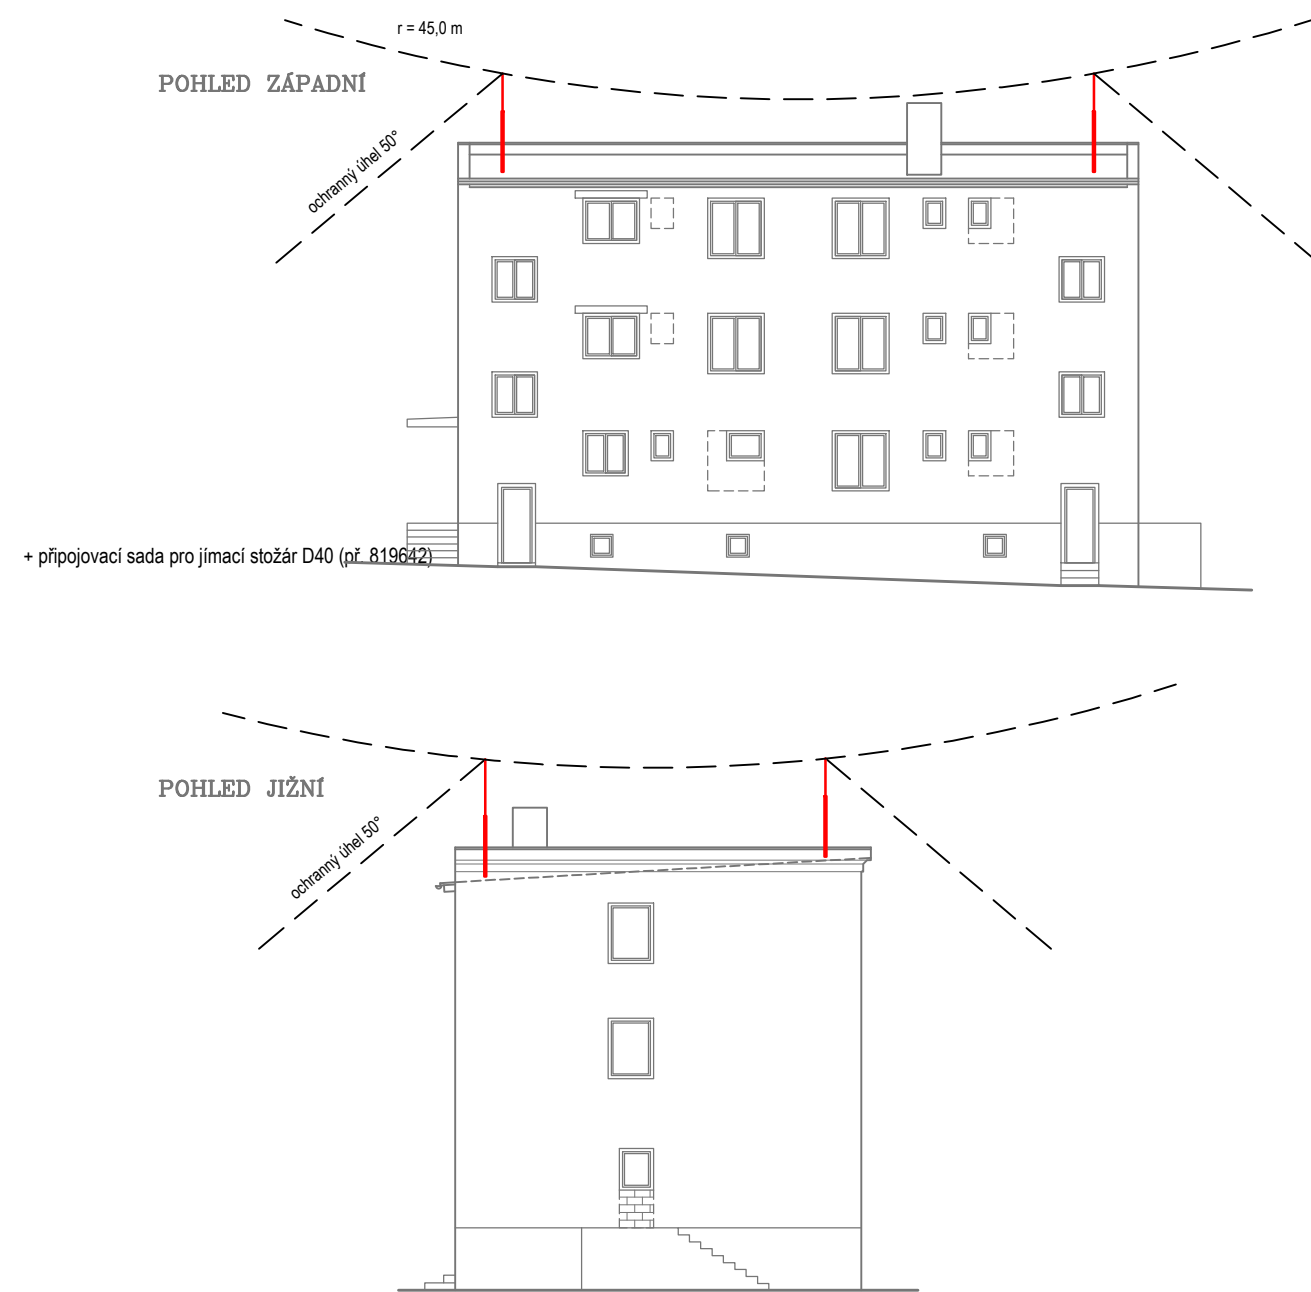 r = 45,0 m
POHLED ZÁPADNÍ
ochranný úhel 50°
+ připojovací sada pro jímací stožár D40 (př. 819642)
POHLED JIŽNÍ
ochranný úhel 50°